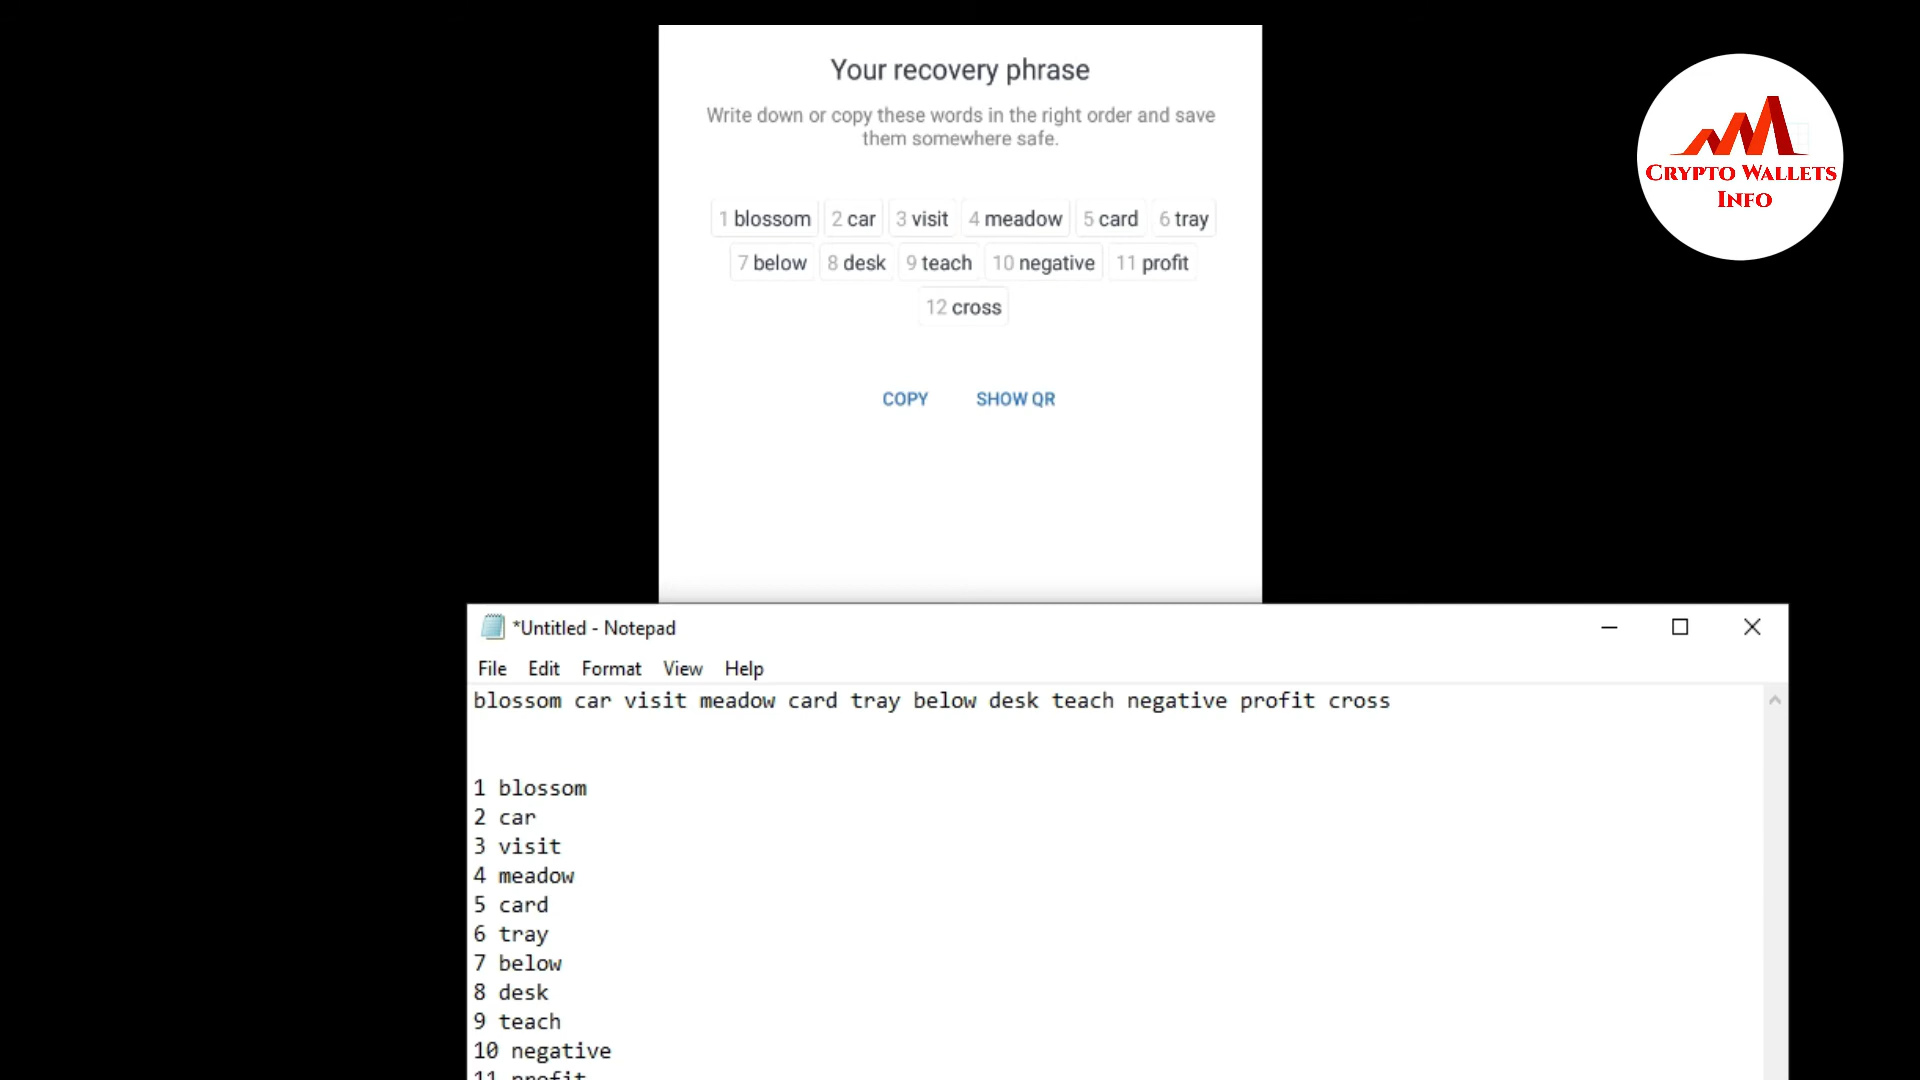 Your recovery phrase
Write down or copy these words in the right order and save
them somewhere safe.
1 blossom 2 car 3 visit 4 meadow 5 card 6 tray
7 below 8 desk 9 teach 10 negative 11 profit
12 cross
COPY SHOW QR
CRYPTO WALLETS
INFO
*Untitled - Notepad
File Edit Format View Help
blossom car visit meadow card tray below desk teach negative profit cross
1 blossom
2 car
3 visit
4 meadow
5 card
6 tray
7 below
8 desk
9 teach
10 negative
11 profit